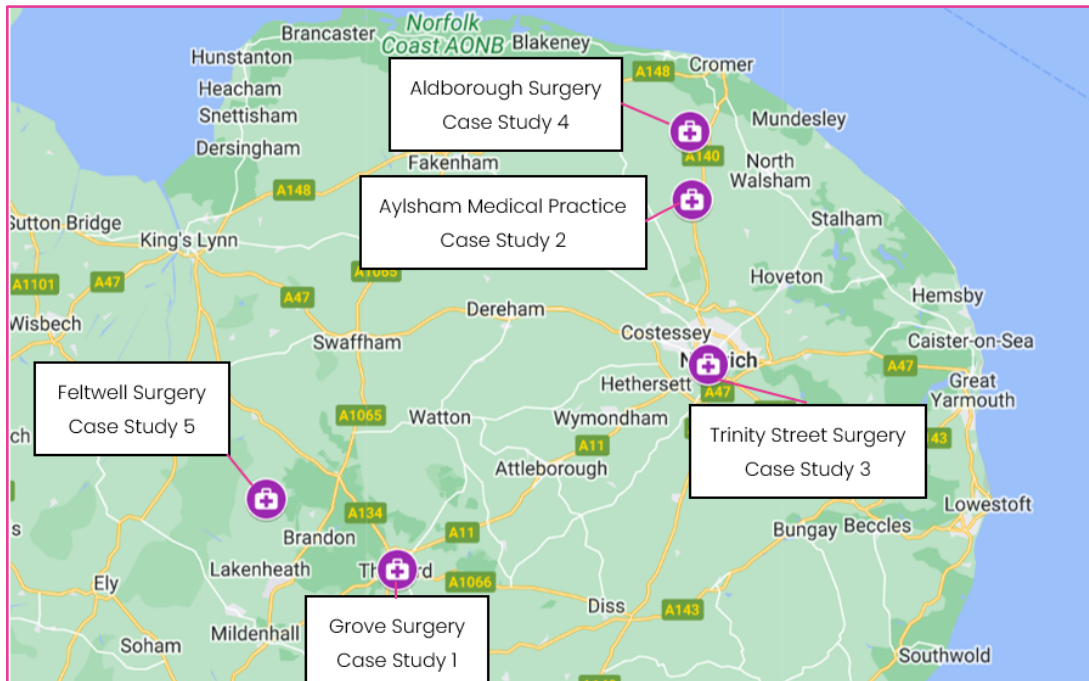 Norfolk
Coast AONB
Brancaster
Blakeney
Hunstanton
Cromer
A148
Aldborough Surgery
Case Study 4
Heacham
Snettisham
Mundesley
Dersingham
A140
Fakenham
North
Walsham
A148
Aylsham Medical Practice
Case Study 2
Sutton Bridge
Stalham
King's Lynn
A1065
A1101
A47
Hoveton
A47
Hemsby
Wisbech
Dereham
Costessey
Swaffham
Caister-on-Sea
A47
Feltwell Surgery
Case Study 5
Hethersett
A47
Great
Yarmouth
A1065
Watton
Wymondham
Trinity Street Surgery
Case Study 3
A11
Attleborough
Lowestoft
A134
A11
Bungay
Beccles
Brandon
Lakenheath
A1066
Ely
Diss
A143
Mildenhall
Grove Surgery
Case Study 1
Soham
Southwold